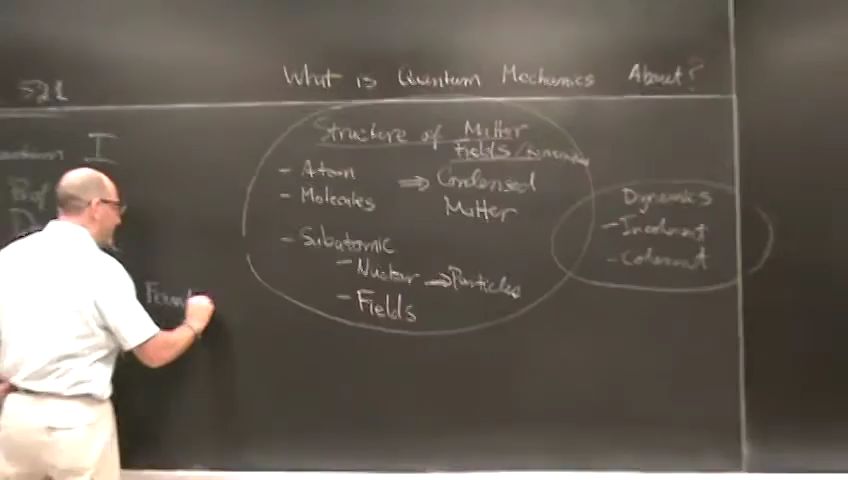 What is Quantum Mechanics About?
521
I
Structure of Matter
Fields/
- Atom
- Molecules
⇒ Condensed
Matter
- Subatomic
- Nuclear ⇒ Particles
- Fields
Dynamics
- Incoherent
- Coherent